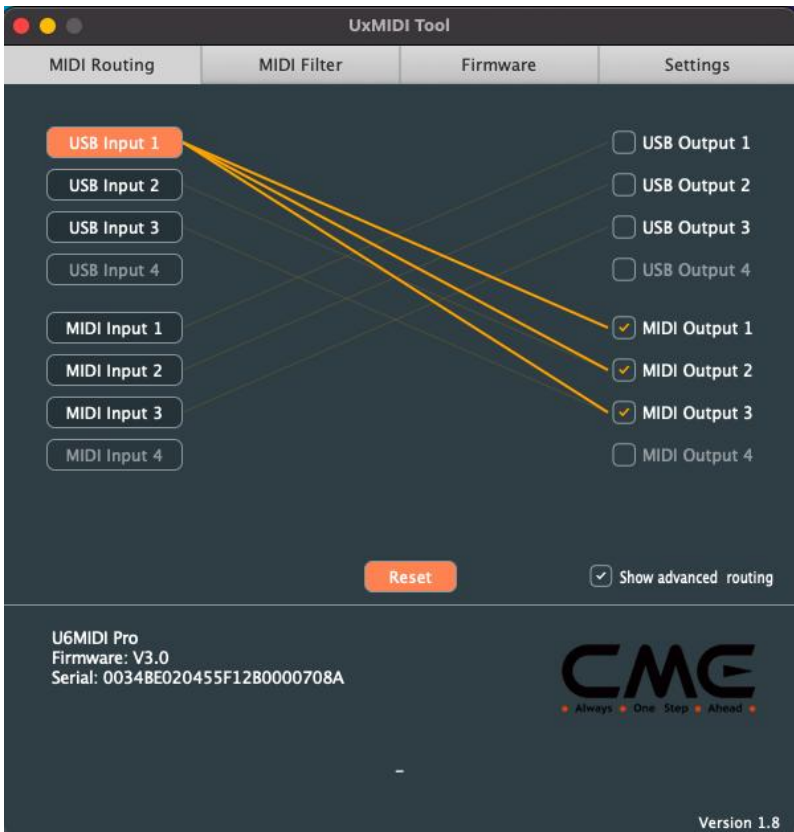 UxMIDI Tool
MIDI Routing MIDI Filter Firmware Settings
USB Input 1 USB Output 1
USB Input 2 USB Output 2
USB Input 3 USB Output 3
USB Input 4 USB Output 4
MIDI Input 1 MIDI Output 1
MIDI Input 2 MIDI Output 2
MIDI Input 3 MIDI Output 3
MIDI Input 4 MIDI Output 4
Reset Show advanced routing
U6MIDI Pro
Firmware: V3.0
Serial: 0034BE020455F12B0000708A
CME
Always One Step Ahead
–
Version 1.8